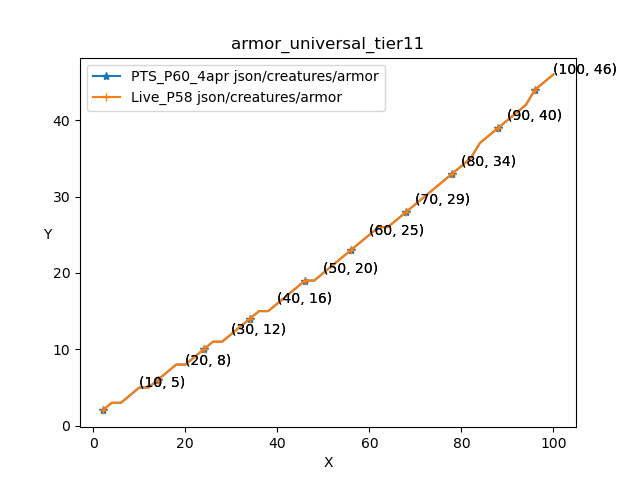 armor_universal_tier11
PTS_P60_4apr json/creatures/armor
Live_P58 json/creatures/armor
(100, 46)
(90, 40)
(80, 34)
(70, 29)
(60, 25)
(50, 20)
(40, 16)
(30, 12)
(20, 8)
(10, 5)
40
30
20
10
0
Y
0 20 40 60 80 100
X